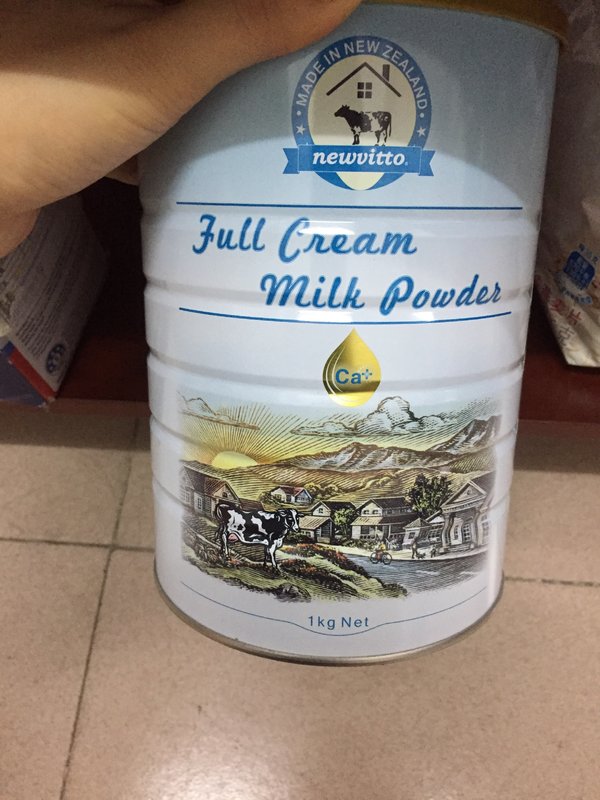 MADE IN NEW ZEALAND
newvitto
Full Cream
Milk Powder
Ca+
1kg Net